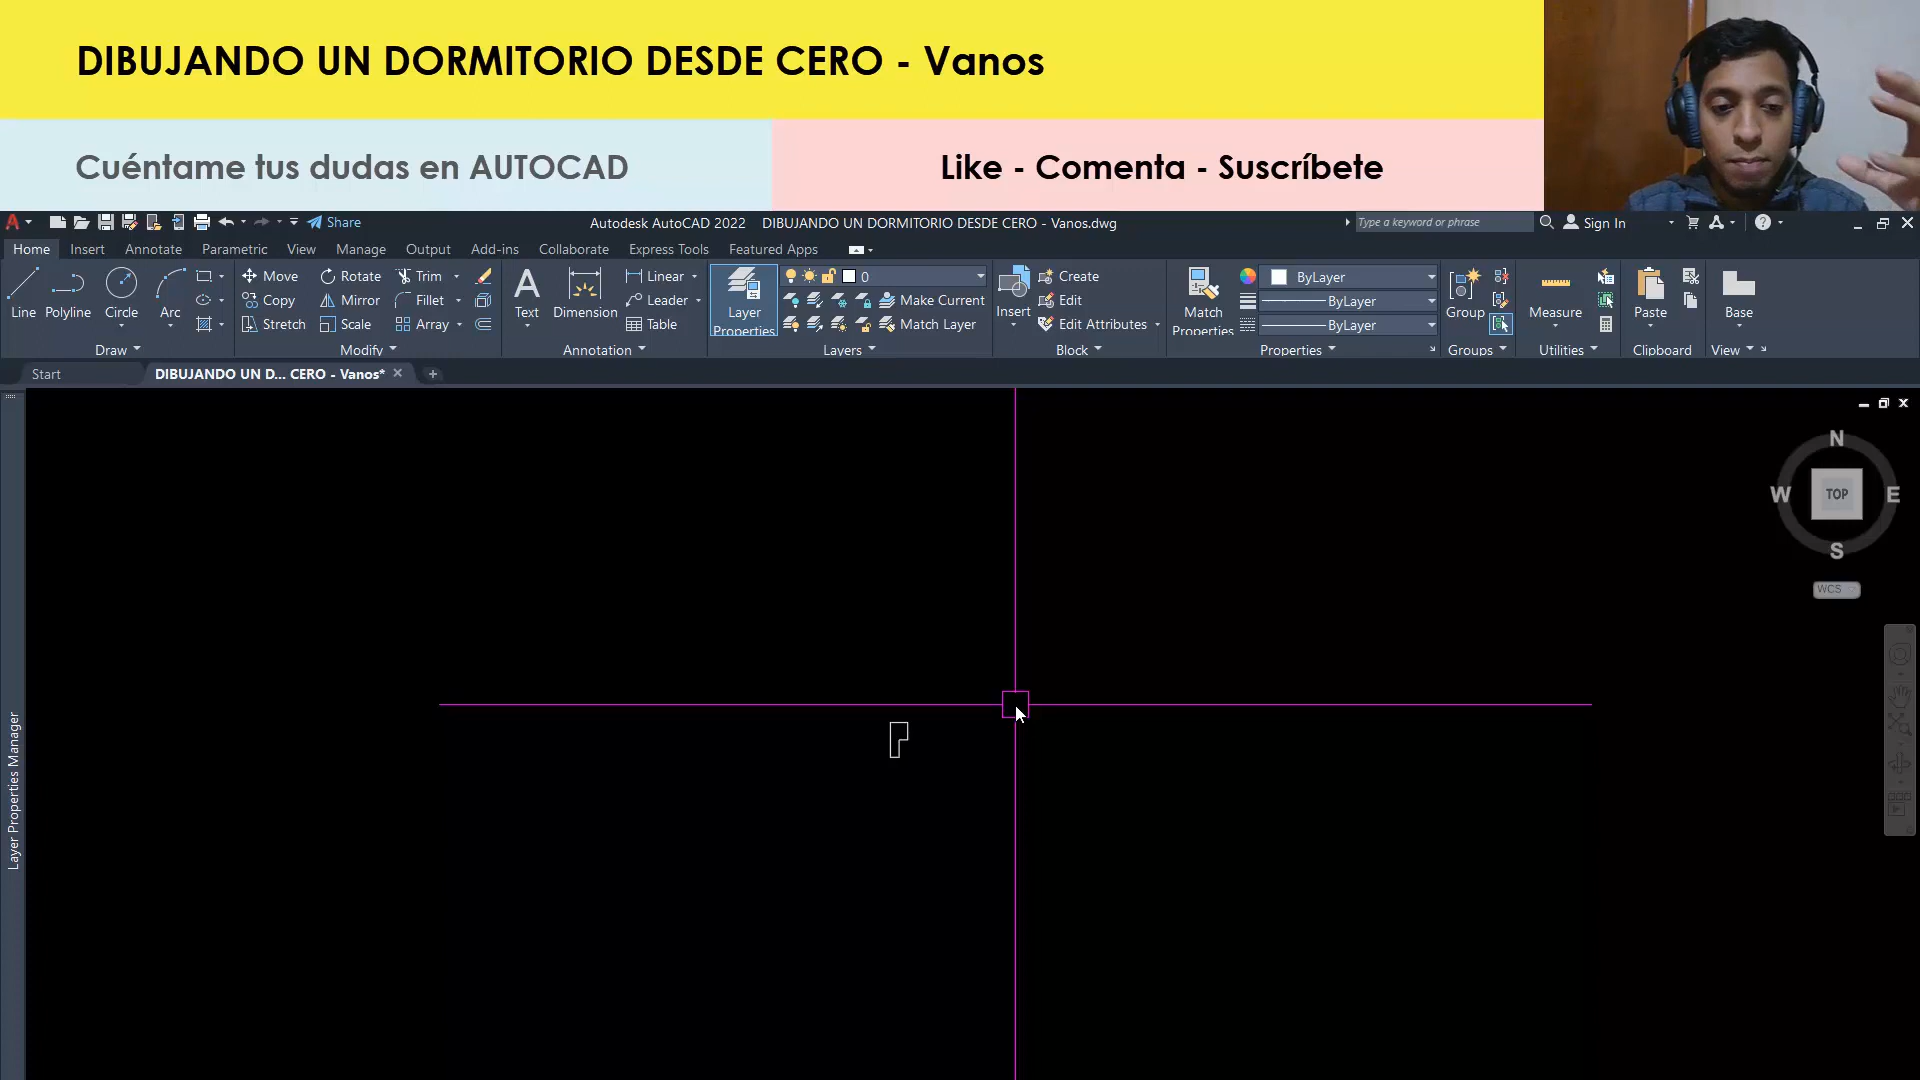 DIBUJANDO UN DORMITORIO DESDE CERO - Vanos
Cuéntame tus dudas en AUTOCAD
Like - Comenta - Suscríbete
Share
Autodesk AutoCAD 2022 DIBUJANDO UN DORMITORIO DESDE CERO - Vanos.dwg
Type a keyword or phrase
Sign In
Home Insert Annotate Parametric View Manage Output Add-ins Collaborate Express Tools Featured Apps
Line Polyline Circle Arc
Move Rotate Trim
Copy Mirror Fillet
Stretch Scale Array
Text Dimension
Linear
Leader
Table
Layer Properties
0
Make Current
Match Layer
Insert
Create
Edit
Edit Attributes
Match Properties
ByLayer
ByLayer
ByLayer
Group
Measure
Paste
Base
Draw Modify Annotation Layers Block Properties Groups Utilities Clipboard View
Start
DIBUJANDO UN D... CERO - Vanos*
N
W TOP E
S
WCS
Layer Properties Manager